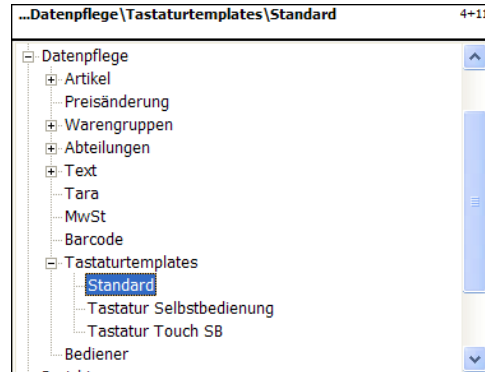 ...Datenpflege\Tastaturtemplates\Standard 4+11
Datenpflege
Artikel
Preisänderung
Warengruppen
Abteilungen
Text
Tara
MwSt
Barcode
Tastaturtemplates
Standard
Tastatur Selbstbedienung
Tastatur Touch SB
Bediener